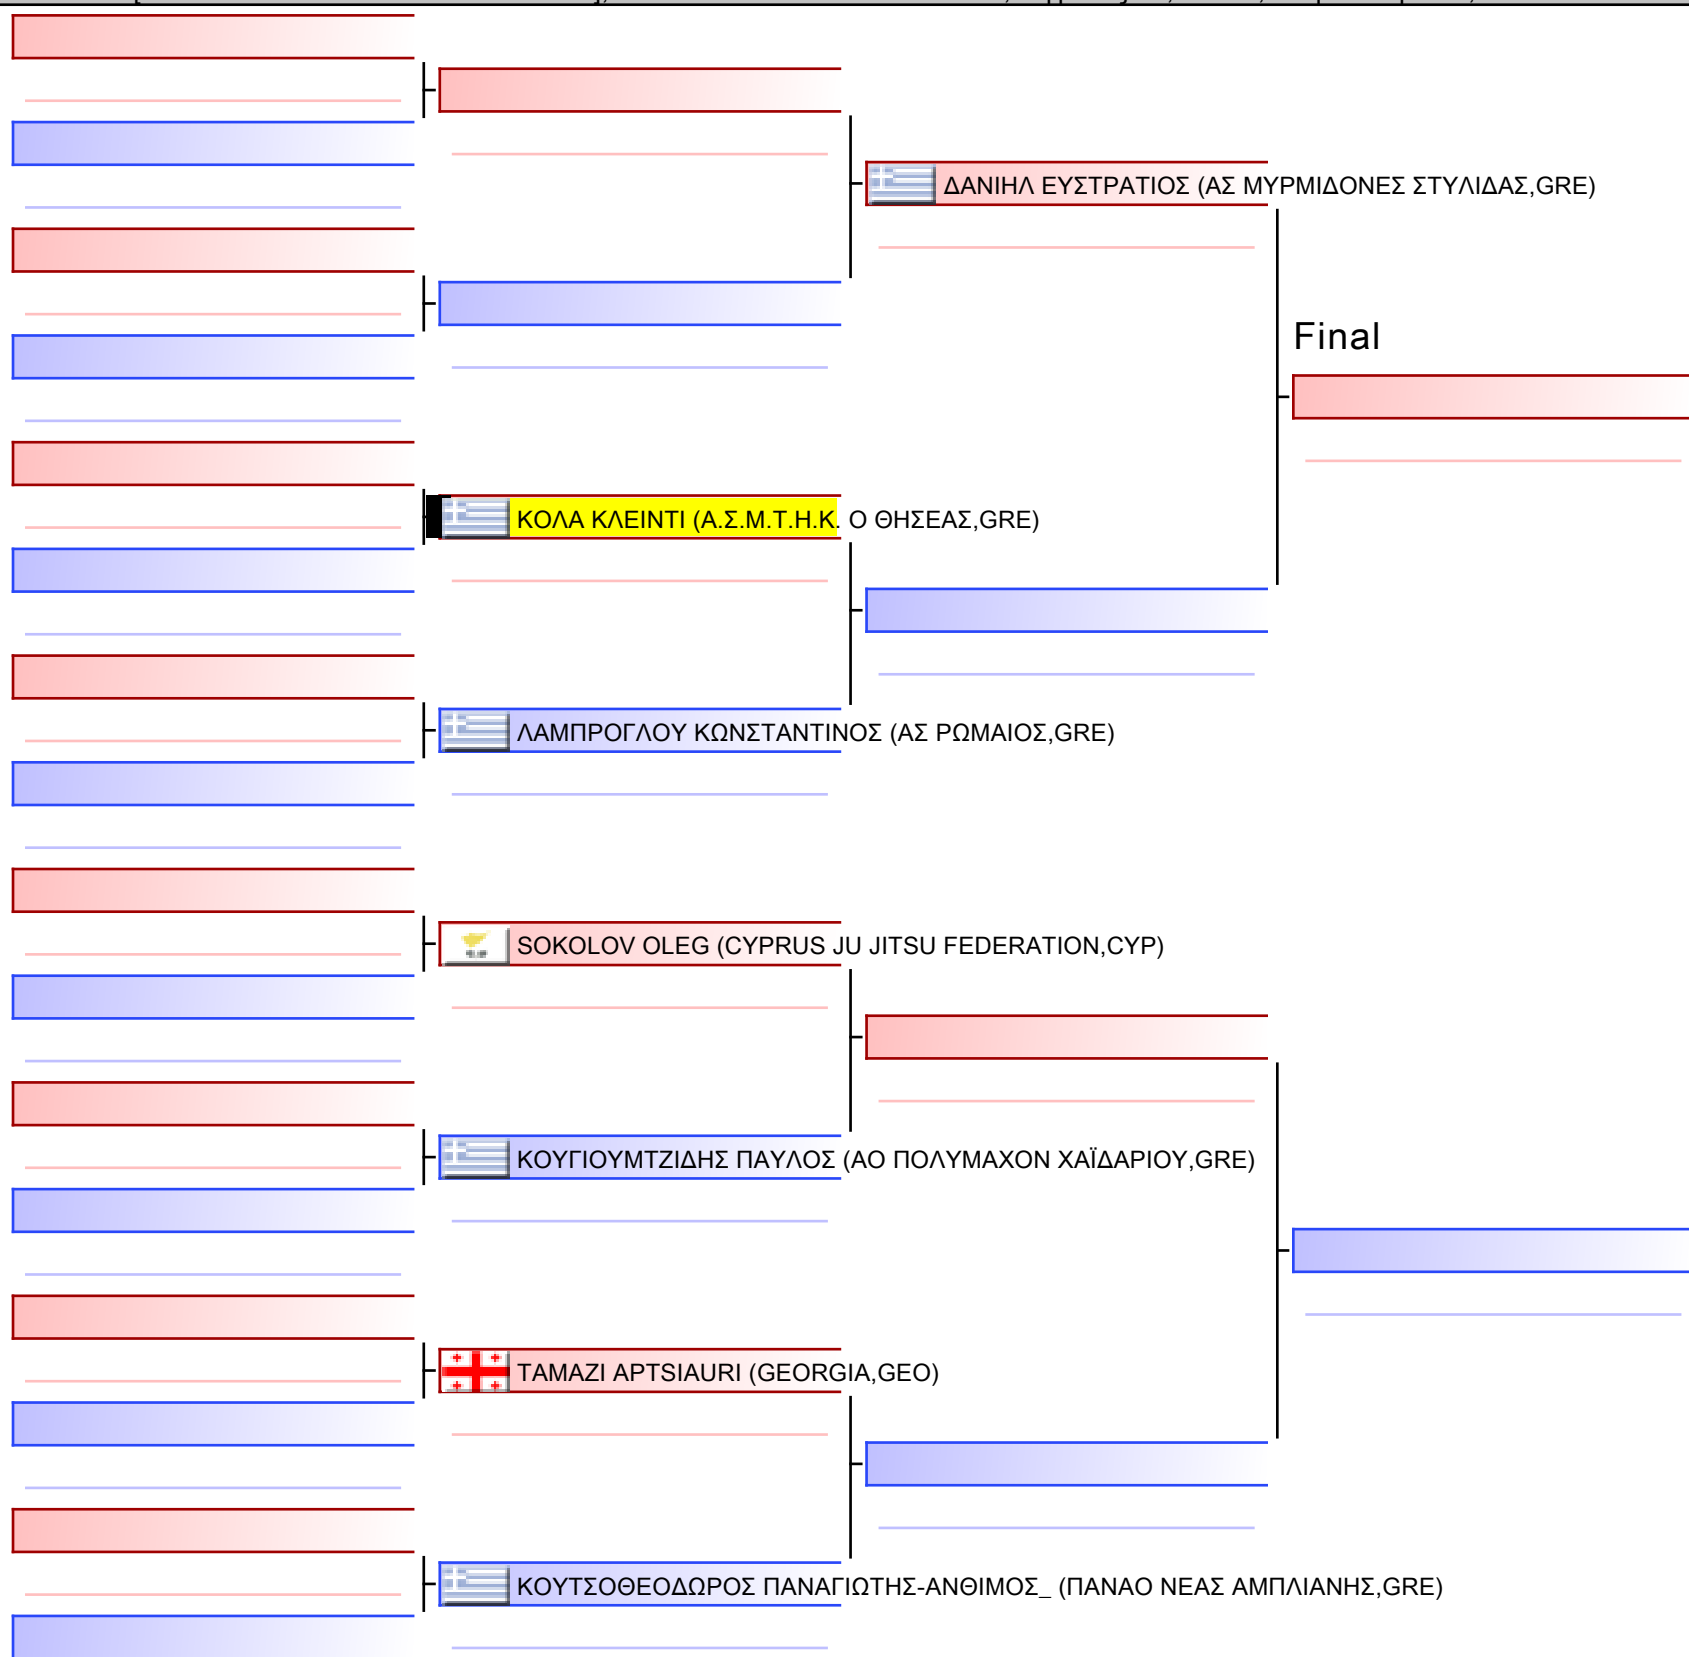 ΔΑΝΙΗΛ ΕΥΣΤΡΑΤΙΟΣ (ΑΣ ΜΥΡΜΙΔΟΝΕΣ ΣΤΥΛΙΔΑΣ,GRE)
Final
ΚΟΛΑ ΚΛΕΙΝΤΙ (Α.Σ.Μ.Τ.Η.Κ. Ο ΘΗΣΕΑΣ,GRE)
ΛΑΜΠΡΟΓΛΟΥ ΚΩΝΣΤΑΝΤΙΝΟΣ (ΑΣ ΡΩΜΑΙΟΣ,GRE)
SOKOLOV OLEG (CYPRUS JU JITSU FEDERATION,CYP)
ΚΟΥΓΙΟΥΜΤΖΙΔΗΣ ΠΑΥΛΟΣ (ΑΟ ΠΟΛΥΜΑΧΟΝ ΧΑΪΔΑΡΙΟΥ,GRE)
TAMAZI APTSIAURI (GEORGIA,GEO)
ΚΟΥΤΣΟΘΕΟΔΩΡΟΣ ΠΑΝΑΓΙΩΤΗΣ-ΑΝΘΙΜΟΣ_ (ΠΑΝΑΟ ΝΕΑΣ ΑΜΠΛΙΑΝΗΣ,GRE)